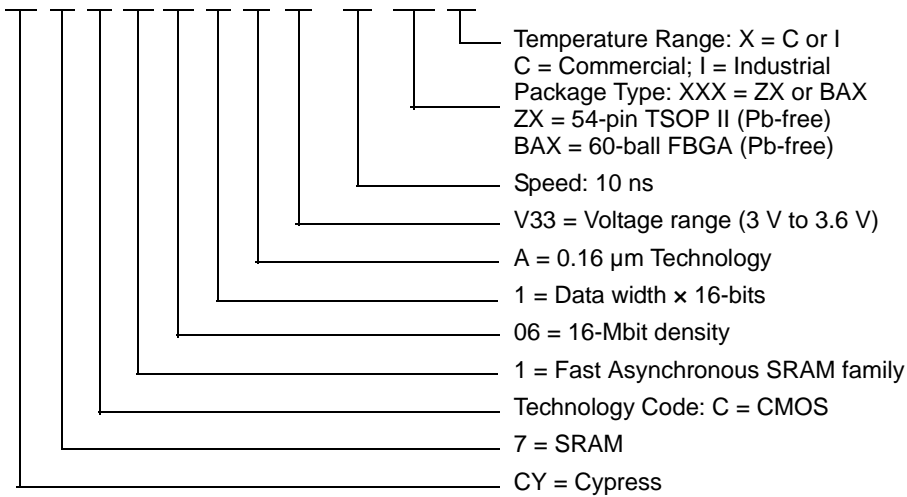 Temperature Range: X = C or I
C = Commercial; I = Industrial
Package Type: XXX = ZX or BAX
ZX = 54-pin TSOP II (Pb-free)
BAX = 60-ball FBGA (Pb-free)
Speed: 10 ns
V33 = Voltage range (3 V to 3.6 V)
A = 0.16 µm Technology
1 = Data width × 16-bits
06 = 16-Mbit density
1 = Fast Asynchronous SRAM family
Technology Code: C = CMOS
7 = SRAM
CY = Cypress